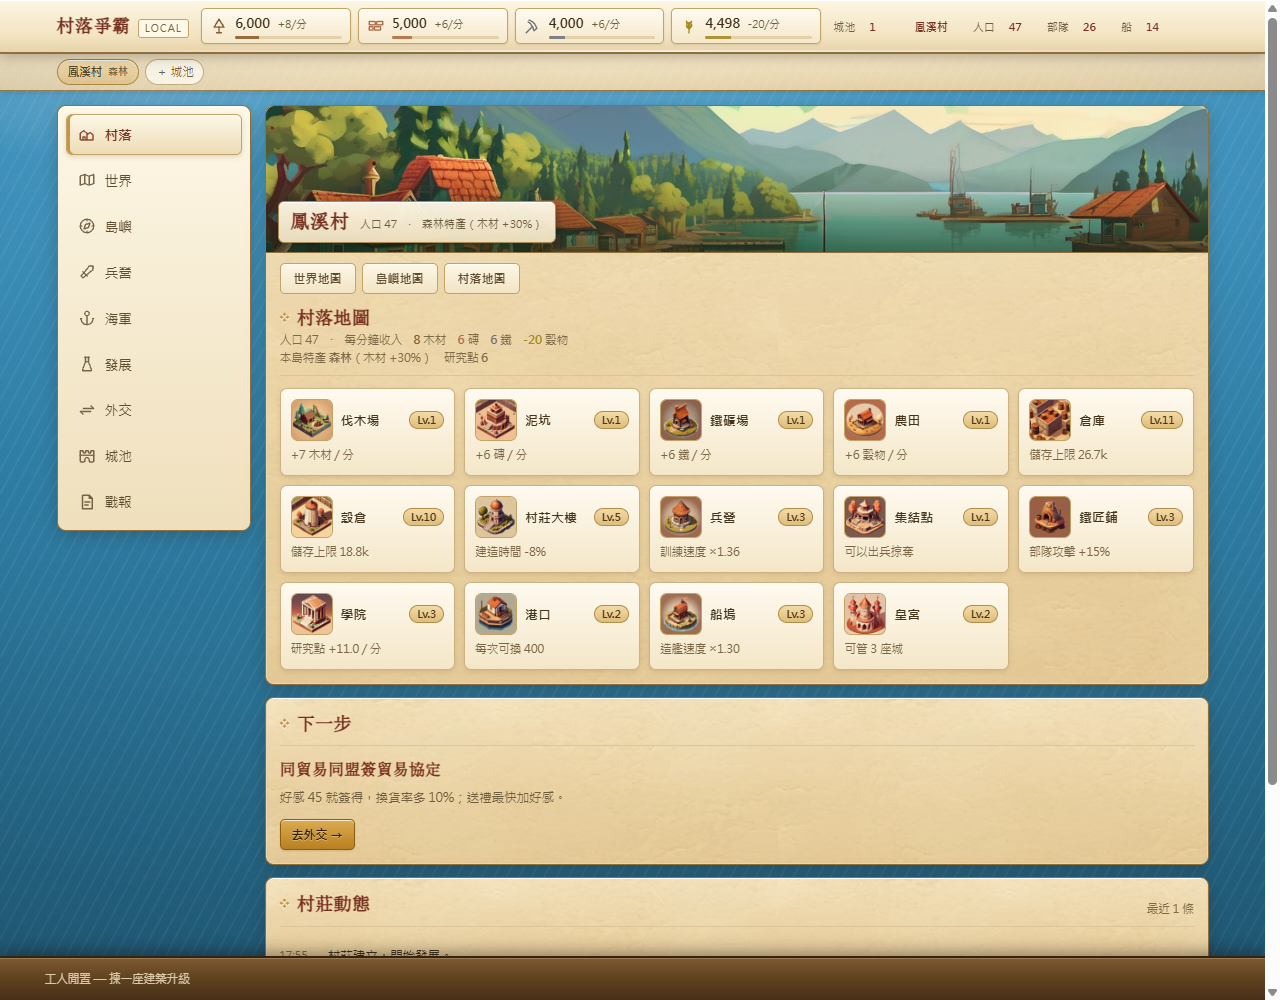 村落爭霸 LOCAL 6,000 +8/分 5,000 +6/分 4,000 +6/分 4,498 -20/分 城池 1 鳳溪村 人口 47 部隊 26 船 14
鳳溪村 森林 + 城池
村落
世界
島嶼
兵營
海軍
發展
外交
城池
戰報
鳳溪村 人口 47 · 森林特產（木材 +30%）
世界地圖 島嶼地圖 村落地圖
村落地圖
人口 47 · 每分鐘收入 8 木材 6 磚 6 鐵 -20 穀物
本島特產 森林（木材 +30%） 研究點 6
伐木場 Lv.1
+7 木材 / 分
泥坑 Lv.1
+6 磚 / 分
鐵礦場 Lv.1
+6 鐵 / 分
農田 Lv.1
+6 穀物 / 分
倉庫 Lv.11
儲存上限 26.7k
穀倉 Lv.10
儲存上限 18.8k
村莊大樓 Lv.5
建造時間 -8%
兵營 Lv.3
訓練速度 ×1.36
集結點 Lv.1
可以出兵掠奪
鐵匠鋪 Lv.3
部隊攻擊 +15%
學院 Lv.3
研究點 +11.0 / 分
港口 Lv.2
每次可換 400
船塢 Lv.3
造艦速度 ×1.30
皇宮 Lv.2
可管 3 座城
下一步
同貿易同盟簽貿易協定
好感 45 就簽得，換貨率多 10%；送禮最快加好感。
去外交 →
村莊動態 最近 1 條
17:55 村莊建立，開始發展。
工人閒置 — 揀一座建築升級